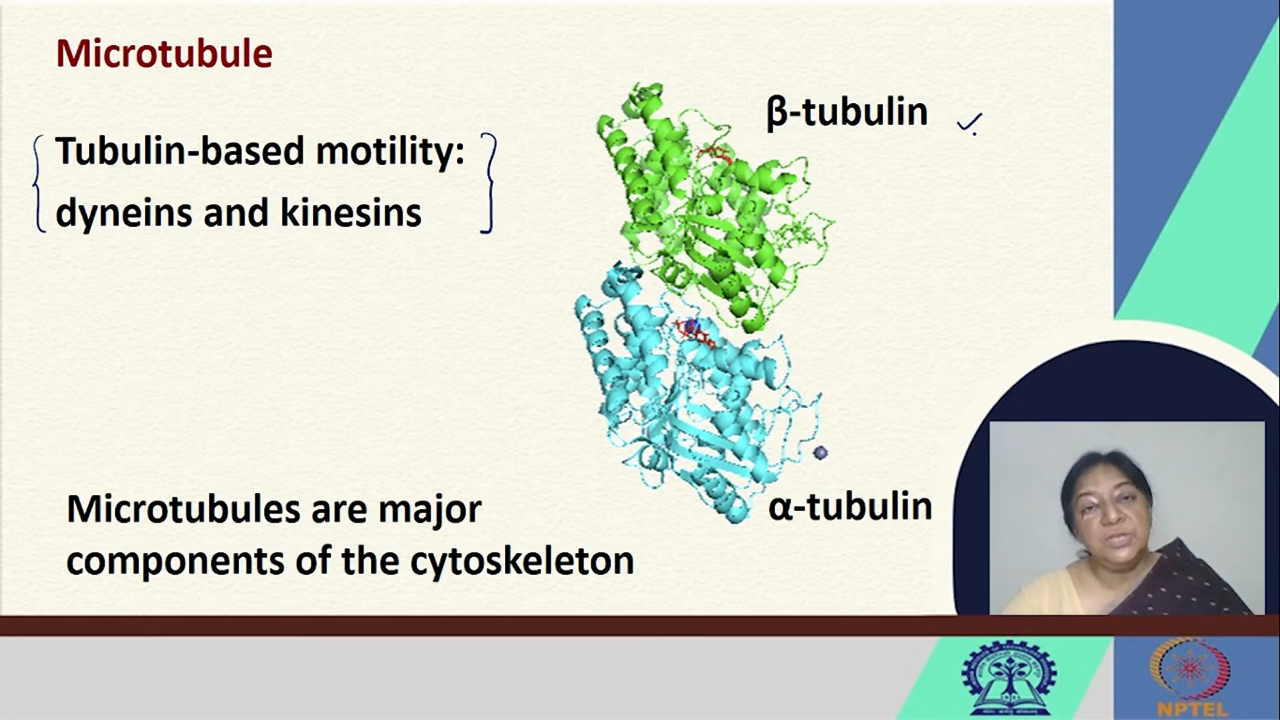 Microtubule
Tubulin-based motility:
dyneins and kinesins
β-tubulin
α-tubulin
Microtubules are major
components of the cytoskeleton
NPTEL